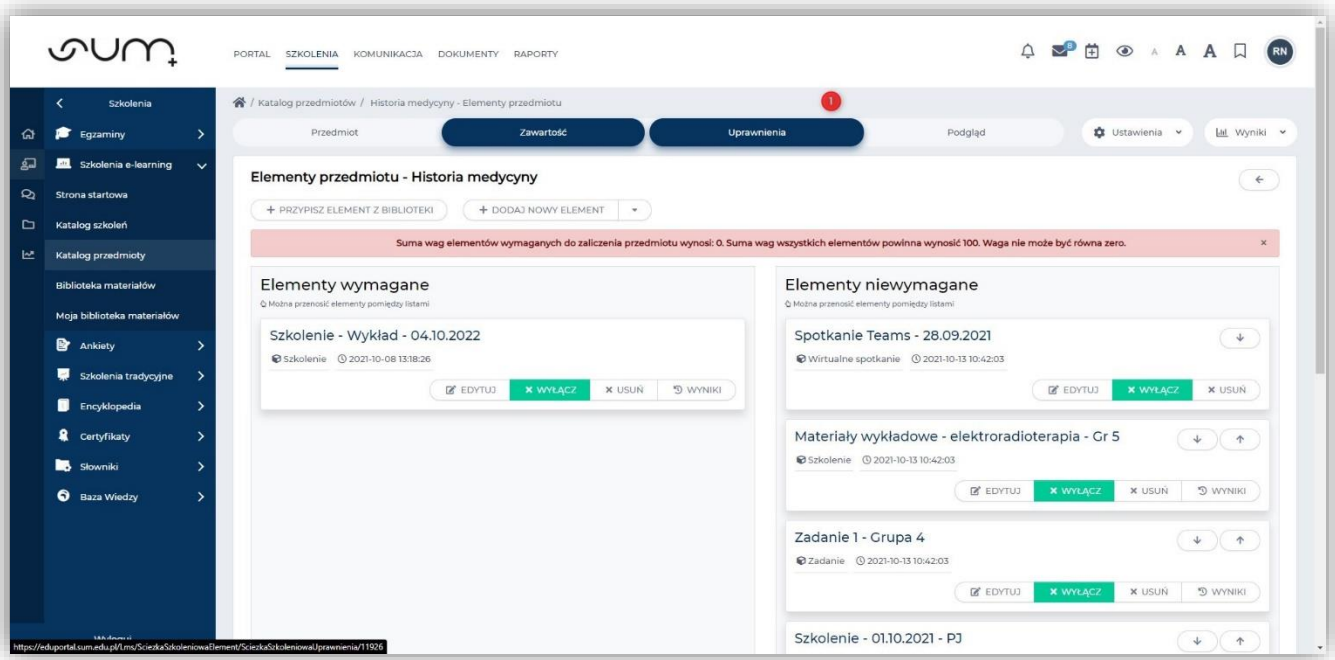 sum+
PORTAL SZKOLENIA KOMUNIKACJA DOKUMENTY RAPORTY
8 A A A RN
Szkolenia
Egzaminy
Szkolenia e-learning
Strona startowa
Katalog szkoleń
Katalog przedmioty
Biblioteka materiałów
Moja biblioteka materiałów
Ankiety
Szkolenia tradycyjne
Encyklopedia
Certyfikaty
Słowniki
Baza Wiedzy
Wyloguj
/ Katalog przedmiotów / Historia medycyny - Elementy przedmiotu
1
Przedmiot Zawartość Uprawnienia Podgląd Ustawienia Wyniki
Elementy przedmiotu - Historia medycyny
+ PRZYPISZ ELEMENT Z BIBLIOTEKI + DODAJ NOWY ELEMENT
Suma wag elementów wymaganych do zaliczenia przedmiotu wynosi: 0. Suma wag wszystkich elementów powinna wynosić 100. Waga nie może być równa zero. ×
Elementy wymagane
Można przenosić elementy pomiędzy listami
Szkolenie - Wykład - 04.10.2022
Szkolenie 2021-10-08 13:18:26
EDYTUJ × WYŁĄCZ × USUŃ WYNIKI
Elementy niewymagane
Można przenosić elementy pomiędzy listami
Spotkanie Teams - 28.09.2021
Wirtualne spotkanie 2021-10-13 10:42:03
EDYTUJ × WYŁĄCZ × USUŃ
Materiały wykładowe - elektroradioterapia - Gr 5
Szkolenie 2021-10-13 10:42:03
EDYTUJ × WYŁĄCZ × USUŃ WYNIKI
Zadanie 1 - Grupa 4
Zadanie 2021-10-13 10:42:03
EDYTUJ × WYŁĄCZ × USUŃ WYNIKI
Szkolenie - 01.10.2021 - PJ
https://eduportal.sum.edu.pl/Lms/SciezkaSzkoleniowaElement/SciezkaSzkoleniowaUprawnienia/11926